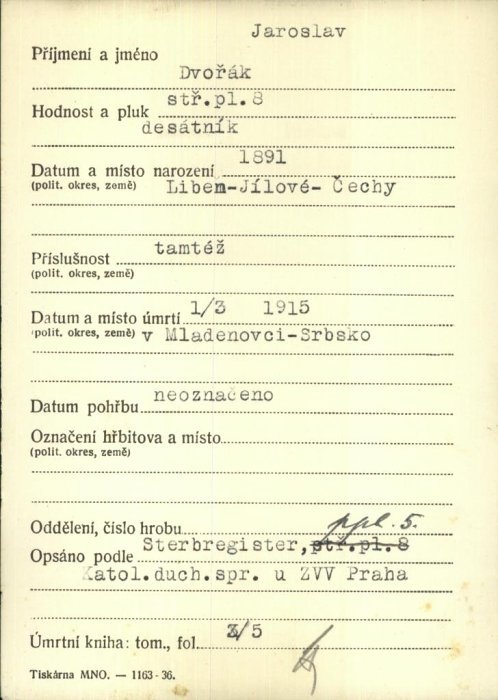 Jaroslav
Příjmení a jméno
Dvořák
stř.pl.8
Hodnost a pluk
desátník
1891
Datum a místo narození
(polit. okres, země) Libeň-Jílové- Čechy
tamtéž
Příslušnost
(polit. okres, země)
1/3 1915
Datum a místo úmrtí
(polit. okres, země) v Mladenovci-Srbsko
neoznačeno
Datum pohřbu
Označení hřbitova a místo
(polit. okres, země)
ppl. 5.
Oddělení, číslo hrobu
Sterbregister, stř.pl.8
Opsáno podle
Katol.duch.spr. u ZVV Praha
3/5
Úmrtní kniha: tom., fol.
Tiskárna MNO. — 1163-36.